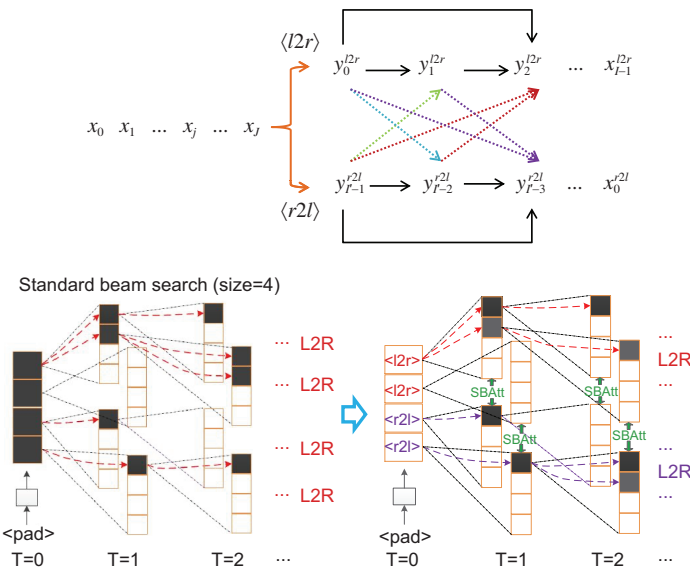 ⟨l2r⟩
y_0^{l2r} y_1^{l2r} y_2^{l2r} ... x_{I-1}^{l2r}
x_0 x_1 ... x_j ... x_J
y_{I'-1}^{r2l} y_{I'-2}^{r2l} y_{I'-3}^{r2l} ... x_0^{r2l}
⟨r2l⟩
Standard beam search (size=4)
... L2R
... L2R
... L2R
... L2R
<pad>
T=0 T=1 T=2 ...
<l2r>
<l2r>
<r2l>
<r2l>
SBAtt
SBAtt
SBAtt
SBAtt
...
L2R
...
...
L2R
...
<pad>
T=0 T=1 T=2 ...